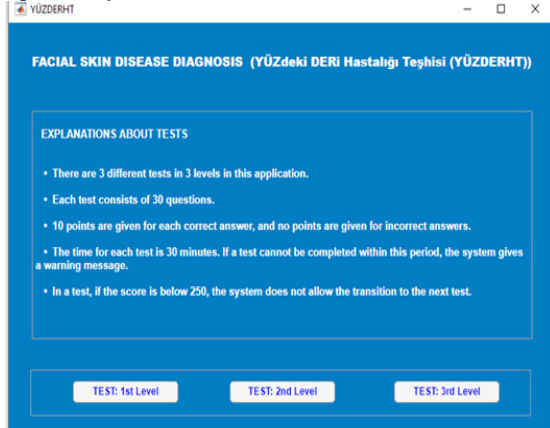 YÜZDERHT
FACIAL SKIN DISEASE DIAGNOSIS (YÜZdeki DERi Hastalığı Teşhisi (YÜZDERHT))
EXPLANATIONS ABOUT TESTS
• There are 3 different tests in 3 levels in this application.
• Each test consists of 30 questions.
• 10 points are given for each correct answer, and no points are given for incorrect answers.
• The time for each test is 30 minutes. If a test cannot be completed within this period, the system gives
a warning message.
• In a test, if the score is below 250, the system does not allow the transition to the next test.
TEST: 1st Level
TEST: 2nd Level
TEST: 3rd Level